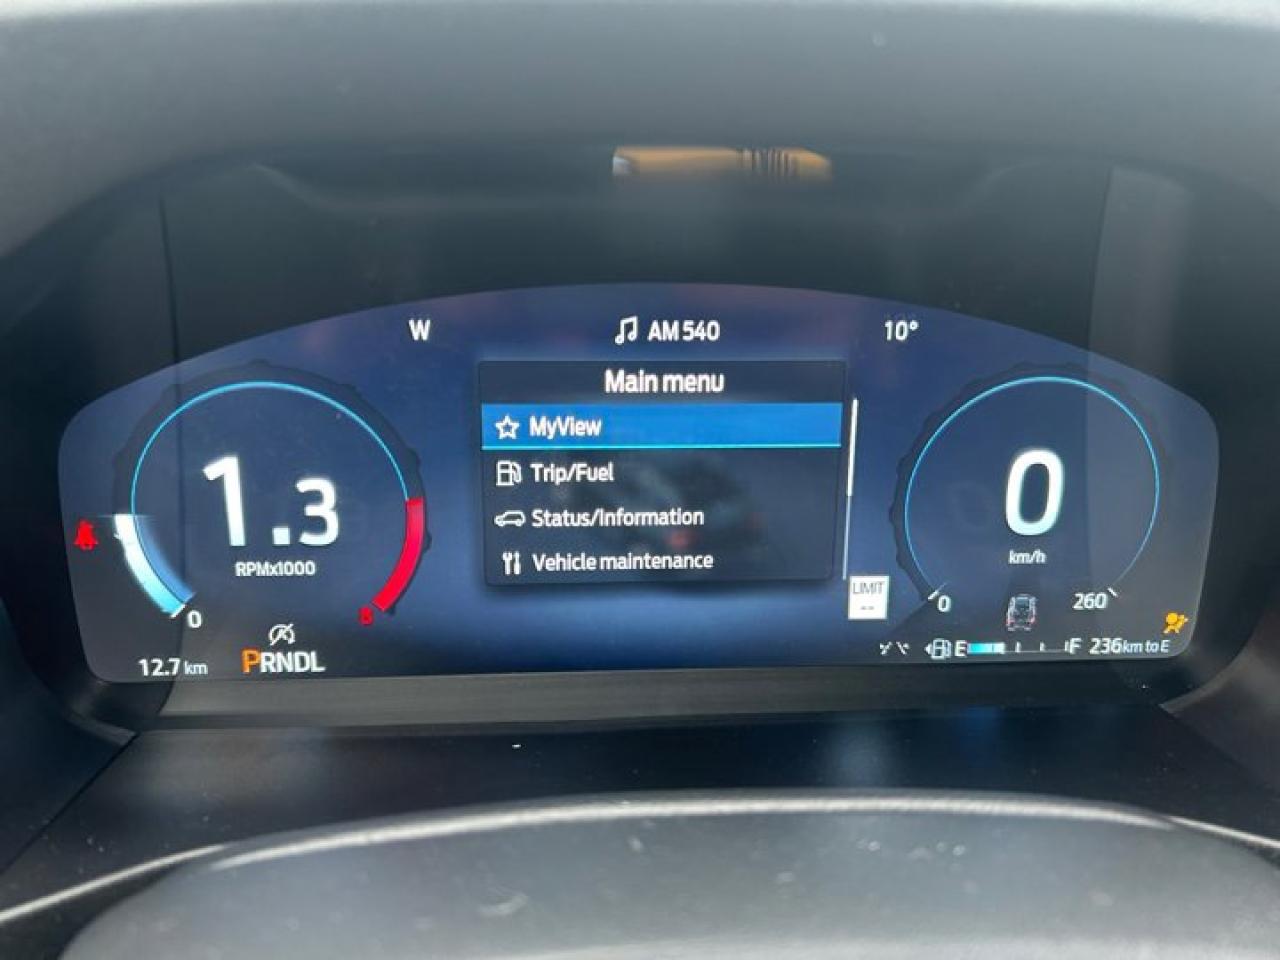 W
AM 540
10°
Main menu
MyView
Trip/Fuel
Status/Information
Vehicle maintenance
1.3
RPMx1000
0
8
0
km/h
0
260
LIMIT
--
12.7 km
PRNDL
E
F
236 km to E